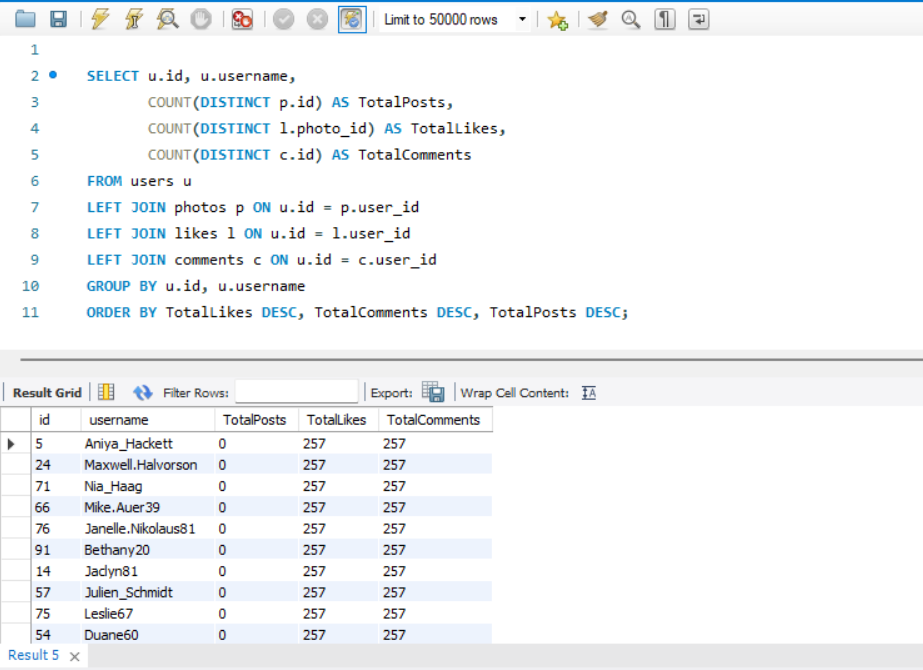 Limit to 50000 rows
1
2 SELECT u.id, u.username,
3 COUNT(DISTINCT p.id) AS TotalPosts,
4 COUNT(DISTINCT l.photo_id) AS TotalLikes,
5 COUNT(DISTINCT c.id) AS TotalComments
6 FROM users u
7 LEFT JOIN photos p ON u.id = p.user_id
8 LEFT JOIN likes l ON u.id = l.user_id
9 LEFT JOIN comments c ON u.id = c.user_id
10 GROUP BY u.id, u.username
11 ORDER BY TotalLikes DESC, TotalComments DESC, TotalPosts DESC;
Result Grid Filter Rows: Export: Wrap Cell Content:
id username TotalPosts TotalLikes TotalComments
5 Aniya_Hackett 0 257 257
24 Maxwell.Halvorson 0 257 257
71 Nia_Haag 0 257 257
66 Mike.Auer39 0 257 257
76 Janelle.Nikolaus81 0 257 257
91 Bethany20 0 257 257
14 Jaclyn81 0 257 257
57 Julien_Schmidt 0 257 257
75 Leslie67 0 257 257
54 Duane60 0 257 257
Result 5